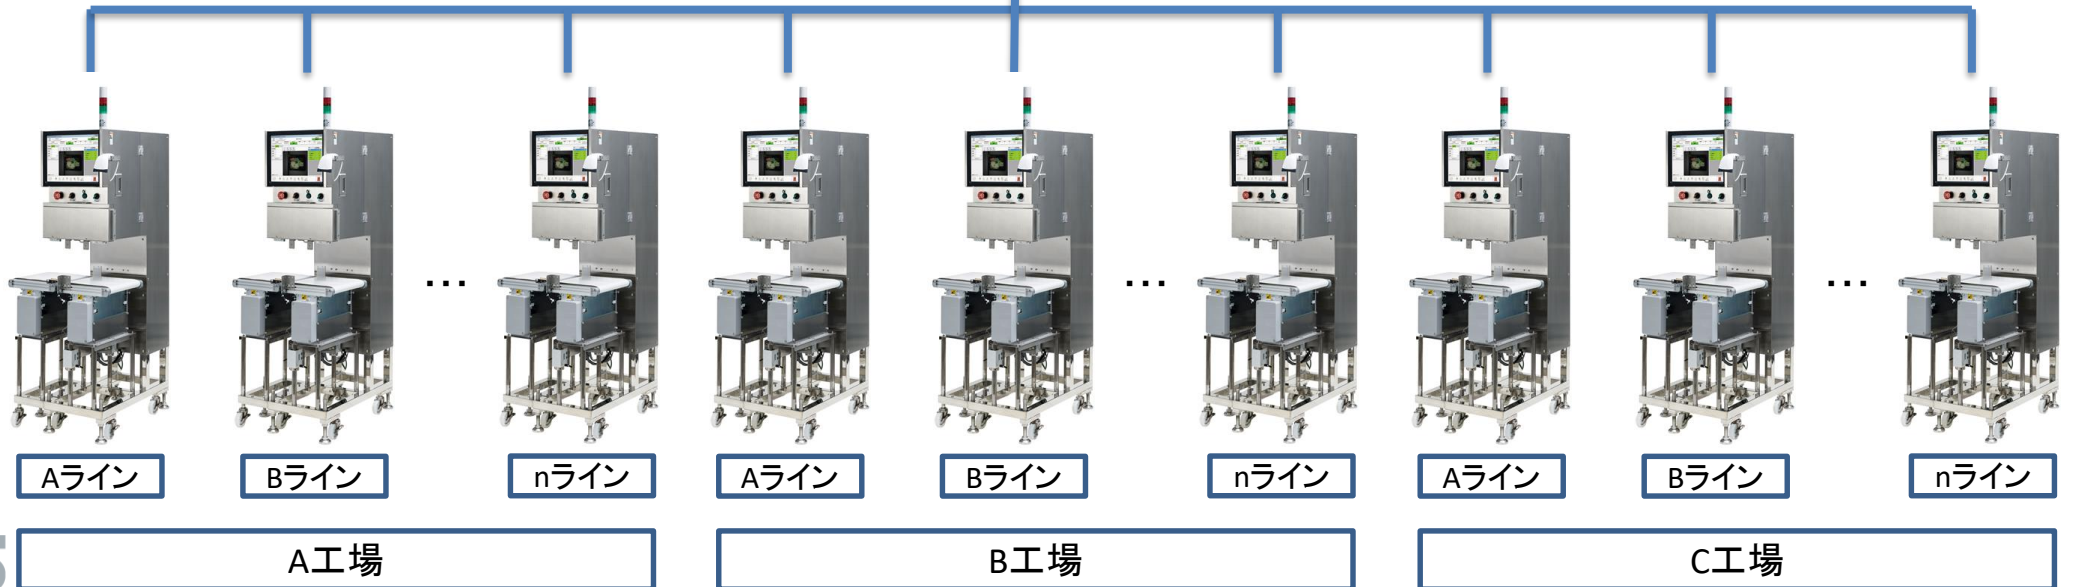 … … …
Aライン Bライン nライン Aライン Bライン nライン Aライン Bライン nライン
A工場 B工場 C工場